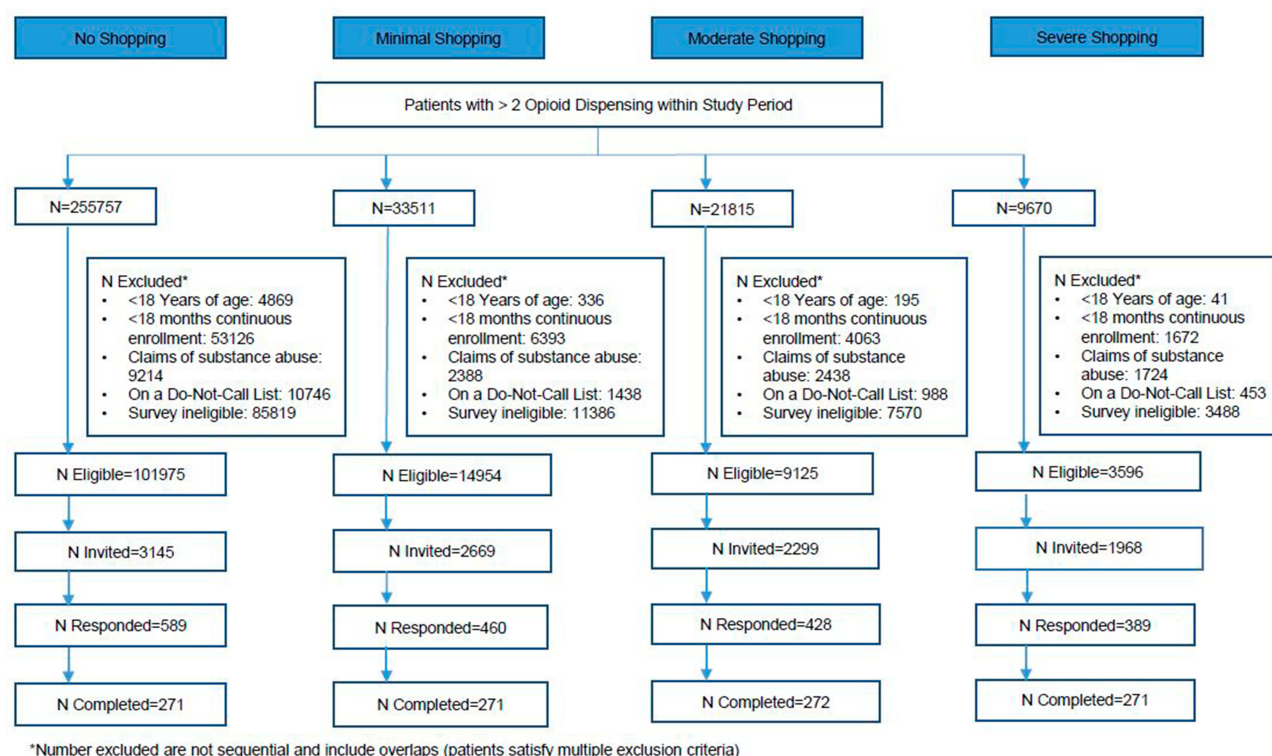 No Shopping
Minimal Shopping
Moderate Shopping
Severe Shopping
Patients with > 2 Opioid Dispensing within Study Period
N=255757
N=33511
N=21815
N=9670
N Excluded*
• <18 Years of age: 4869
• <18 months continuous
enrollment: 53126
• Claims of substance abuse:
9214
• On a Do-Not-Call List: 10746
• Survey ineligible: 85819
N Excluded*
• <18 Years of age: 336
• <18 months continuous
enrollment: 6393
• Claims of substance abuse:
2388
• On a Do-Not-Call List: 1438
• Survey ineligible: 11386
N Excluded*
• <18 Years of age: 195
• <18 months continuous
enrollment: 4063
• Claims of substance
abuse: 2438
• On a Do-Not-Call List: 988
• Survey ineligible: 7570
N Excluded*
• <18 Years of age: 41
• <18 months continuous
enrollment: 1672
• Claims of substance
abuse: 1724
• On a Do-Not-Call List: 453
• Survey ineligible: 3488
N Eligible=101975
N Eligible=14954
N Eligible=9125
N Eligible=3596
N Invited=3145
N Invited=2669
N Invited=2299
N Invited=1968
N Responded=589
N Responded=460
N Responded=428
N Responded=389
N Completed=271
N Completed=271
N Completed=272
N Completed=271
*Number excluded are not sequential and include overlaps (patients satisfy multiple exclusion criteria)